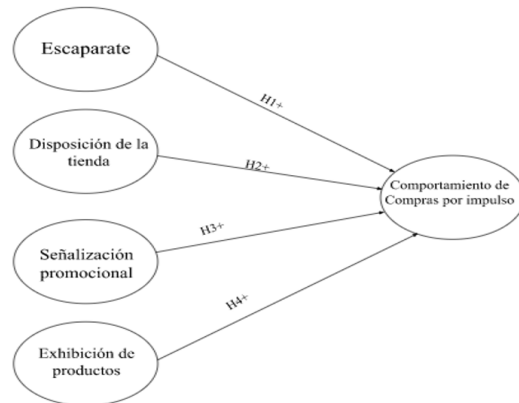 Escaparate
H1+
Disposición de la
tienda
H2+
Comportamiento de
Compras por impulso
Señalización
promocional
H3+
H4+
Exhibición de
productos